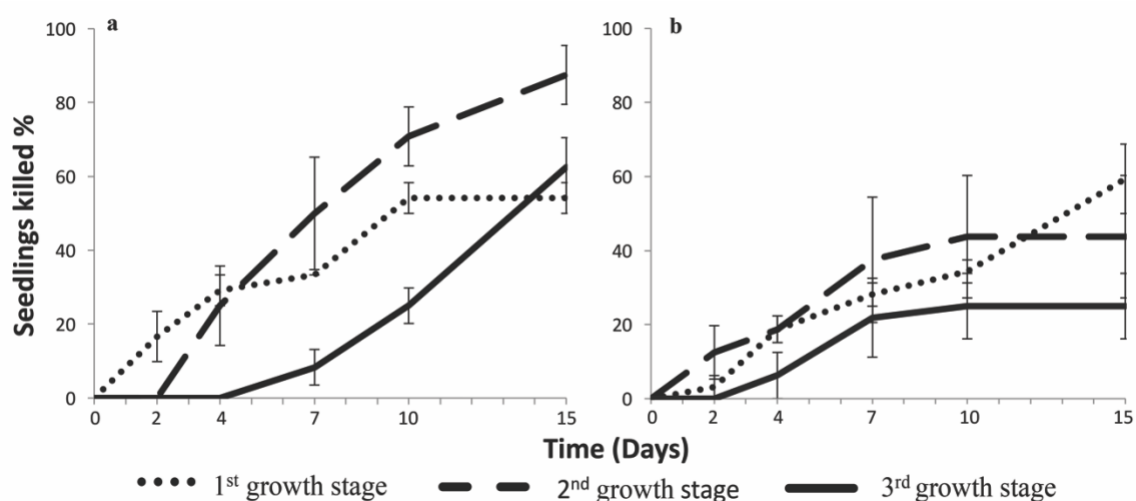 a
b
Seedlings killed %
100
80
60
40
20
0
0 2 4 7 10 15
100
80
60
40
20
0
0 2 4 7 10 15
Time (Days)
1st growth stage 2nd growth stage 3rd growth stage